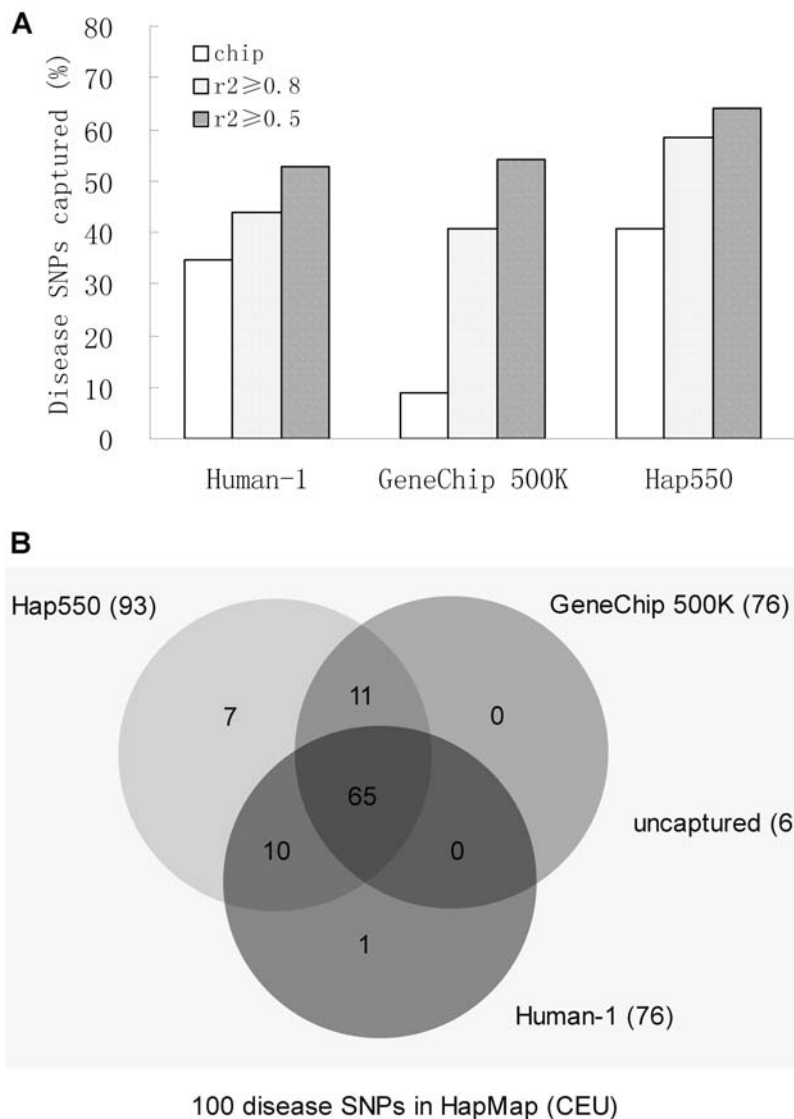 A
Disease SNPs captured (%)
80
70
60
50
40
30
20
10
0
chip
r2≥0.8
r2≥0.5
Human-1
GeneChip 500K
Hap550
B
Hap550 (93)
GeneChip 500K (76)
7
11
0
65
uncaptured (6
10
0
1
Human-1 (76)
100 disease SNPs in HapMap (CEU)